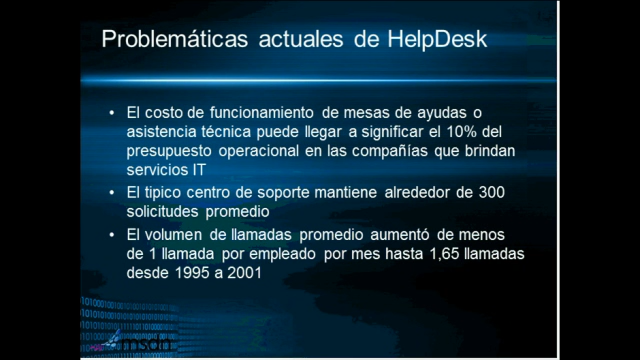 Problemáticas actuales de HelpDesk
• El costo de funcionamiento de mesas de ayudas o
asistencia técnica puede llegar a significar el 10% del
presupuesto operacional en las compañías que brindan
servicios IT
• El tipico centro de soporte mantiene alrededor de 300
solicitudes promedio
• El volumen de llamadas promedio aumentó de menos
de 1 llamada por empleado por mes hasta 1,65 llamadas
desde 1995 a 2001